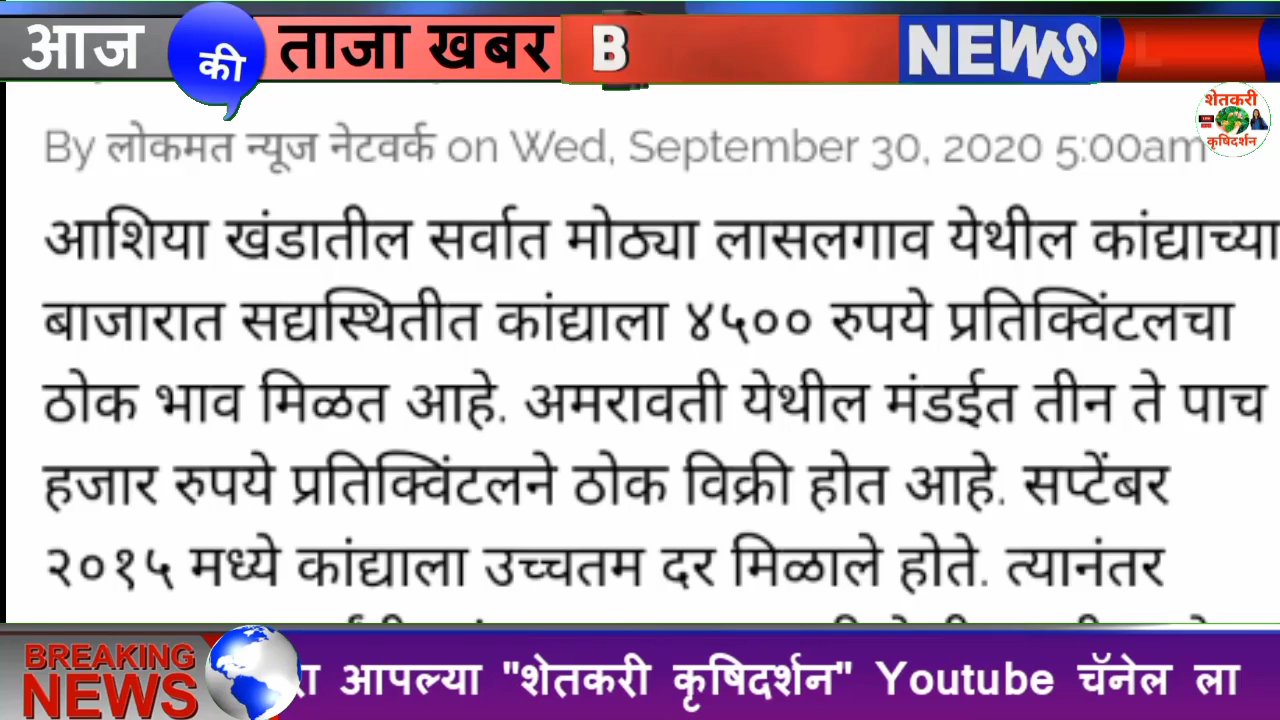 आज की ताजा खबर B NEWS L
शेतकरी
कृषिदर्शन
By लोकमत न्यूज नेटवर्क on Wed, September 30, 2020 5:00am
आशिया खंडातील सर्वात मोठ्या लासलगाव येथील कांद्याच्या
बाजारात सद्यस्थितीत कांद्याला ४५०० रुपये प्रतिक्विंटलचा
ठोक भाव मिळत आहे. अमरावती येथील मंडईत तीन ते पाच
हजार रुपये प्रतिक्विंटलने ठोक विक्री होत आहे. सप्टेंबर
२०१५ मध्ये कांद्याला उच्चतम दर मिळाले होते. त्यानंतर
BREAKING
NEWS
आपल्या "शेतकरी कृषिदर्शन" Youtube चॅनेल ला